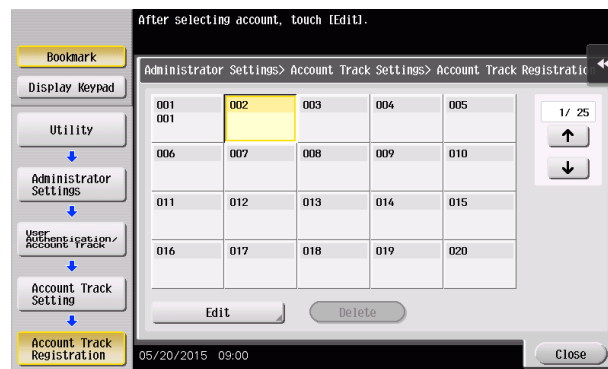 After selecting account, touch [Edit].
Bookmark
Display Keypad
Utility
Administrator
Settings
User
Authentication/
Account Track
Account Track
Setting
Account Track
Registration
Administrator Settings> Account Track Settings> Account Track Registration
001 002 003 004 005
001
006 007 008 009 010
011 012 013 014 015
016 017 018 019 020
1/ 25
Edit Delete
05/20/2015 09:00
Close